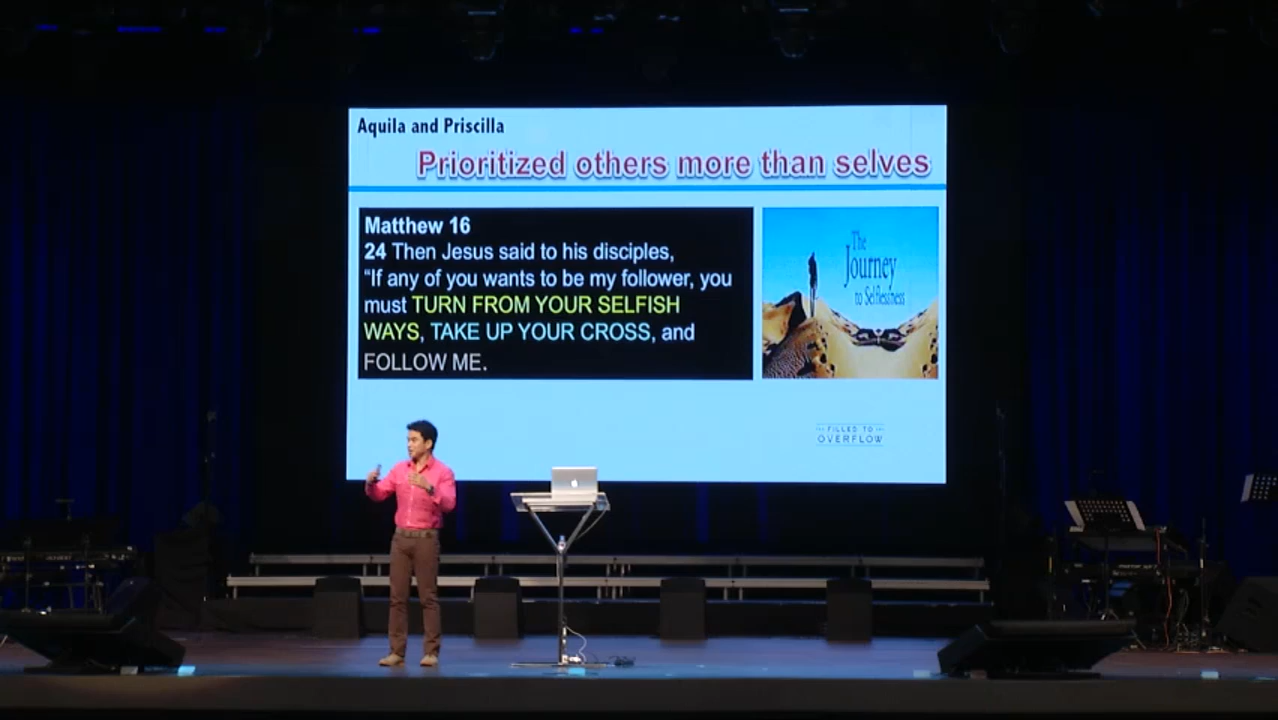 Aquila and Priscilla
Prioritized others more than selves
Matthew 16
24 Then Jesus said to his disciples,
“If any of you wants to be my follower, you
must TURN FROM YOUR SELFISH
WAYS, TAKE UP YOUR CROSS, and
FOLLOW ME.
The
Journey
to Selflessness
FILLED TO
OVERFLOW